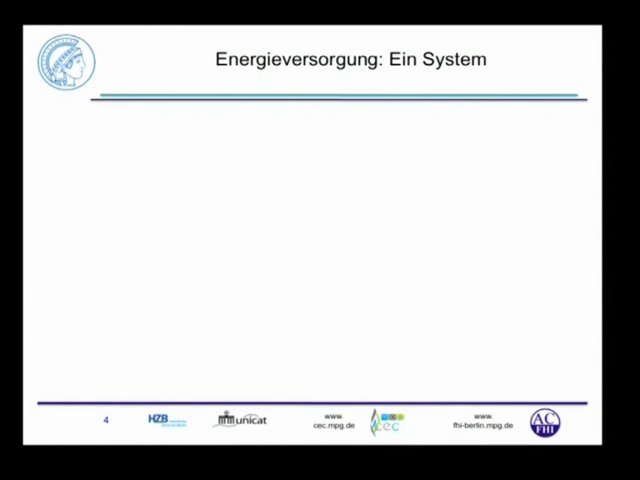 Energieversorgung: Ein System
4
HZB
unicat
www.
cec.mpg.de
cec
www.
fhi-berlin.mpg.de
AC
FHI